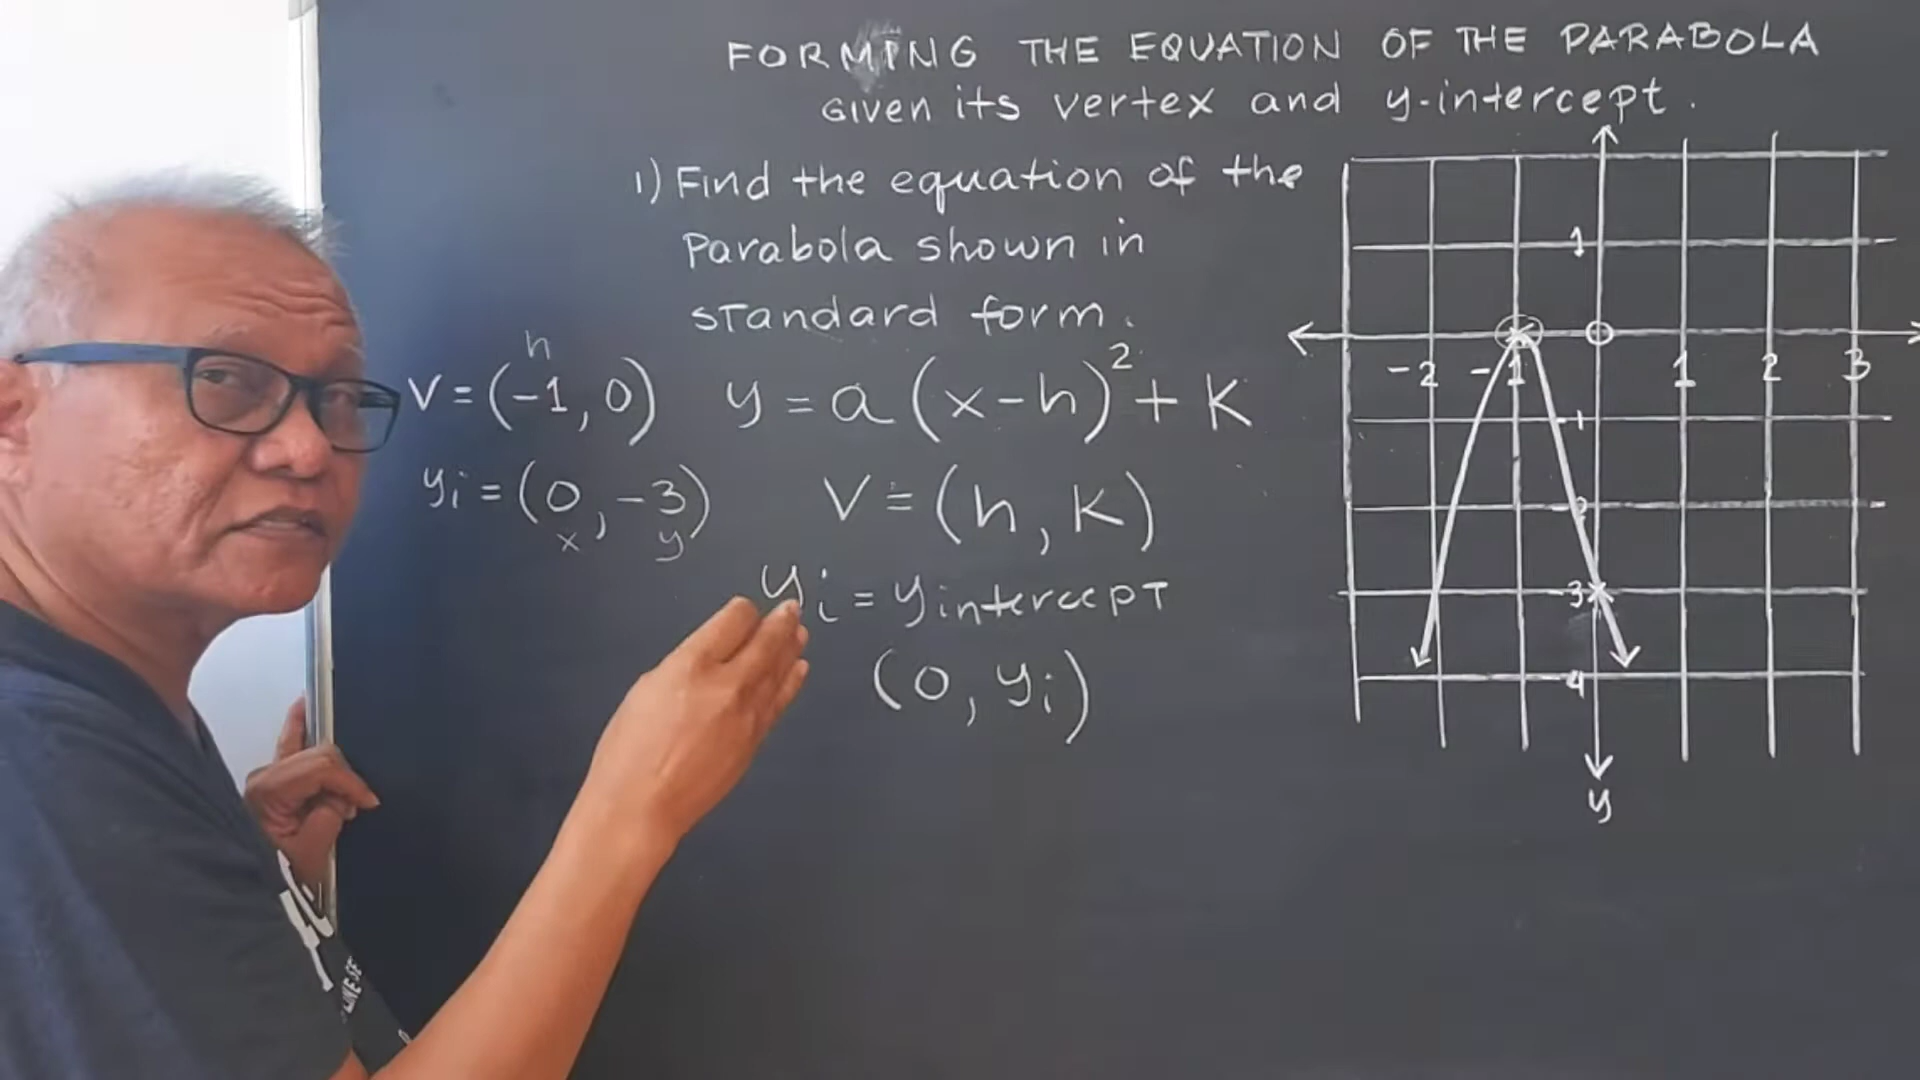 FORMING THE EQUATION OF THE PARABOLA
GIVEN its vertex and y-intercept.
1) Find the equation of the
Parabola shown in
standard form.
h
V = (-1, 0)
y = a(x-h)² + K
yi = (0, -3)
x y
V = (h, K)
yi = y intercept
(0, yi)
1
-2 -1 1 2 3
-1
-2
-3
-4
y